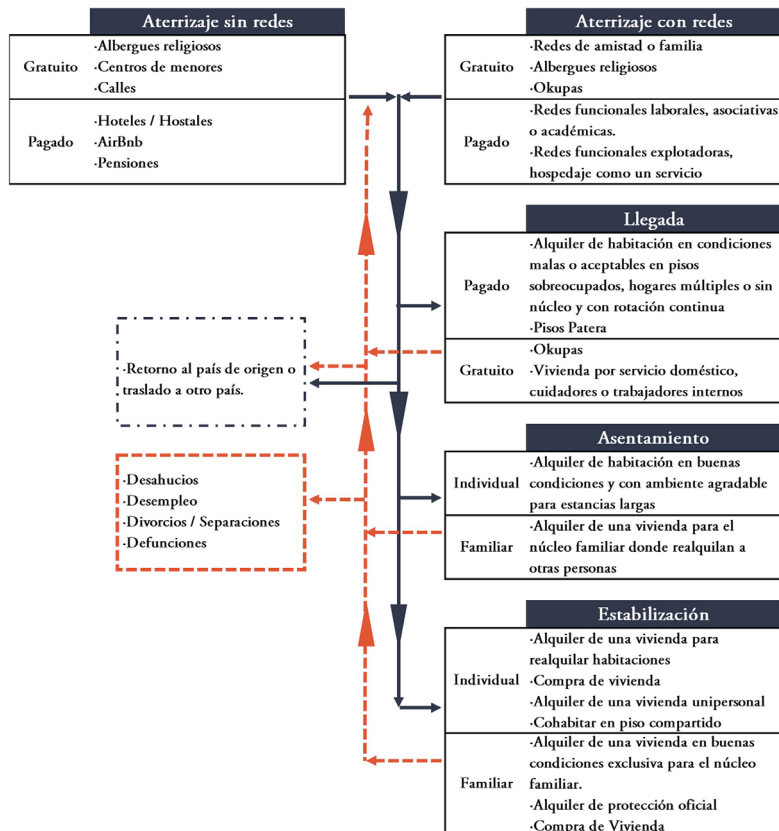 Aterrizaje sin redes
Gratuito
·Albergues religiosos
·Centros de menores
·Calles
Pagado
·Hoteles / Hostales
·AirBnb
·Pensiones
Aterrizaje con redes
Gratuito
·Redes de amistad o familia
·Albergues religiosos
·Okupas
Pagado
·Redes funcionales laborales, asociativas
o académicas.
·Redes funcionales explotadoras,
hospedaje como un servicio
Llegada
Pagado
·Alquiler de habitación en condiciones
malas o aceptables en pisos
sobreocupados, hogares múltiples o sin
núcleo y con rotación continua
·Pisos Patera
Gratuito
·Okupas
·Vivienda por servicio doméstico,
cuidadores o trabajadores internos
·Retorno al país de origen o
traslado a otro país.
Asentamiento
Individual
·Alquiler de habitación en buenas
condiciones y con ambiente agradable
para estancias largas
Familiar
·Alquiler de una vivienda para el
núcleo familiar donde realquilan a
otras personas
·Desahucios
·Desempleo
·Divorcios / Separaciones
·Defunciones
Estabilización
Individual
·Alquiler de una vivienda para
realquilar habitaciones
·Compra de vivienda
·Alquiler de una vivienda unipersonal
·Cohabitar en piso compartido
Familiar
·Alquiler de una vivienda en buenas
condiciones exclusiva para el núcleo
familiar.
·Alquiler de protección oficial
·Compra de Vivienda